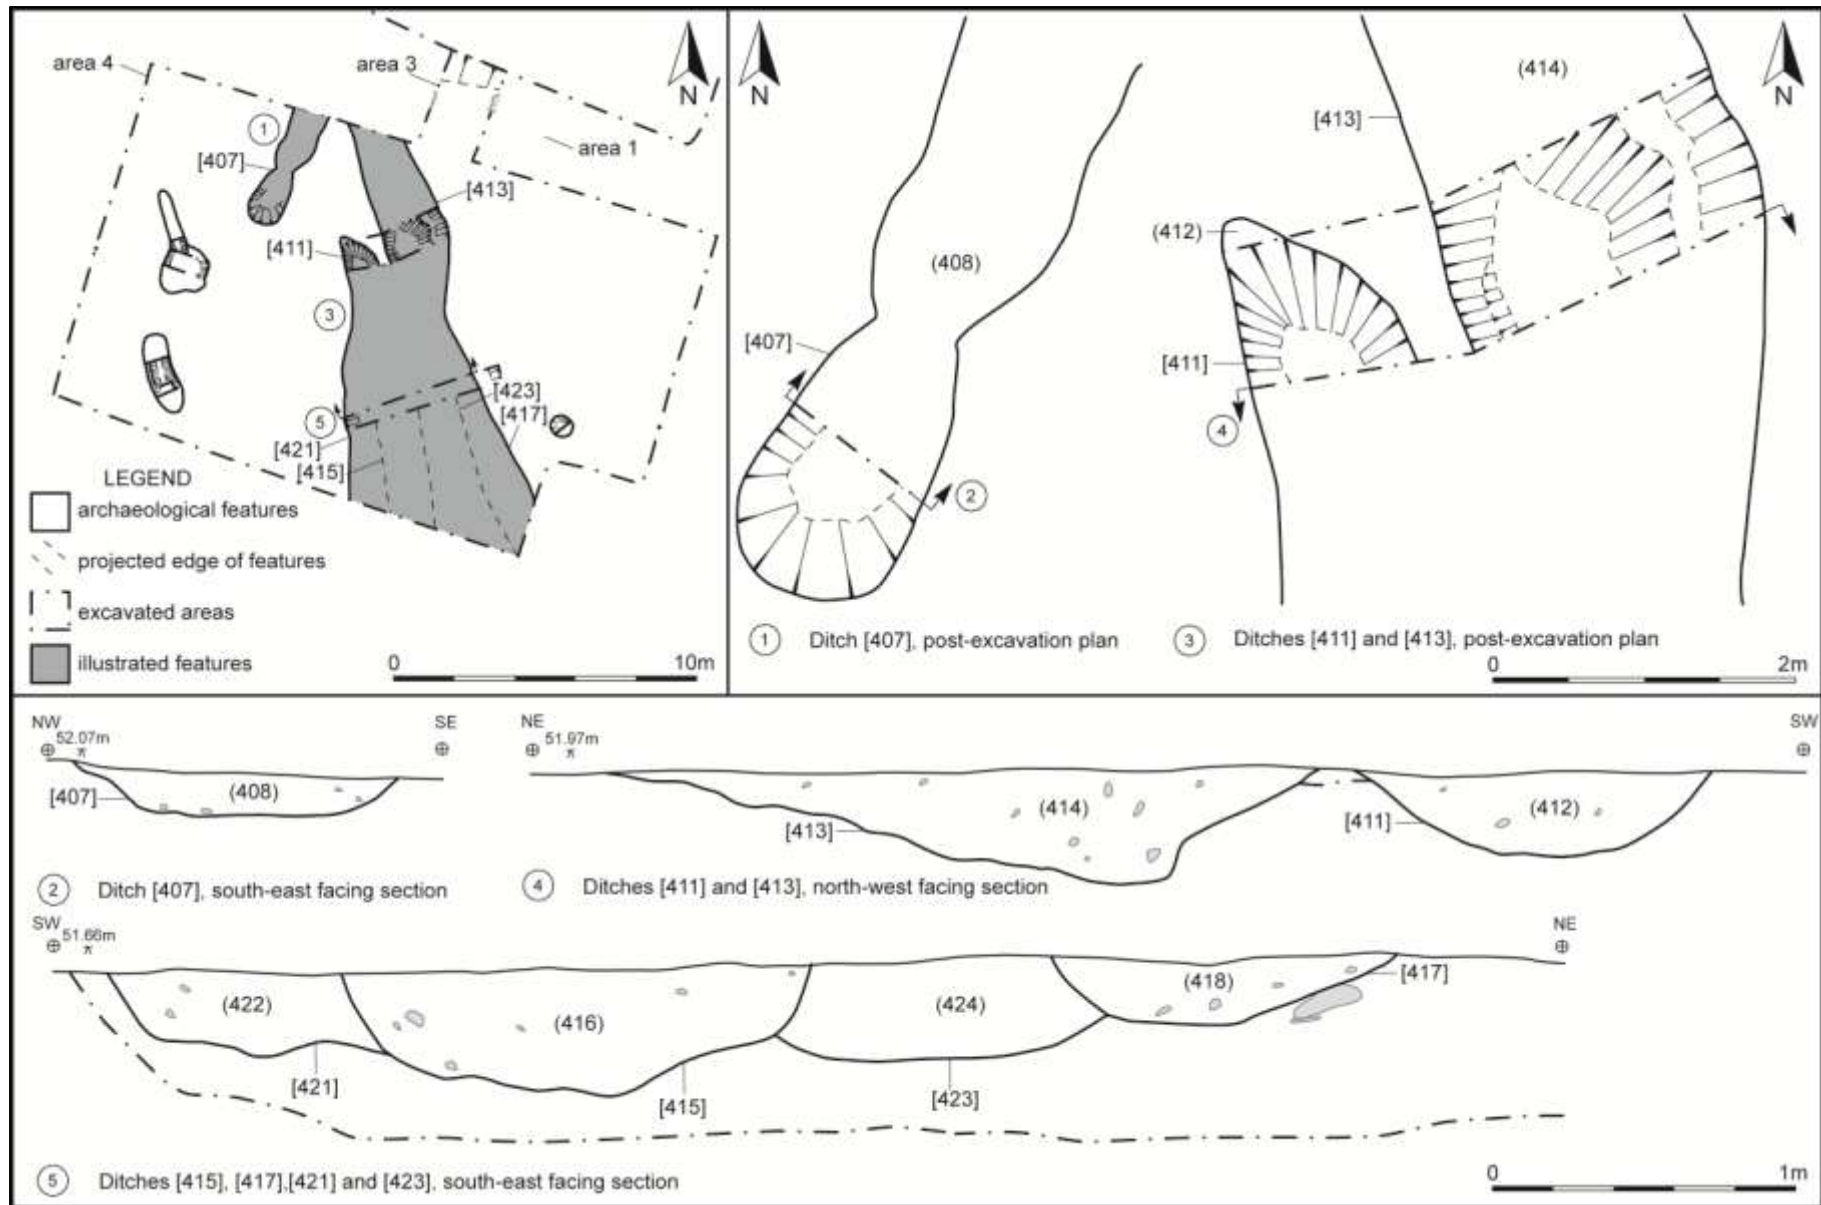 area 4
area 3
N
1
[407]
area 1
[413]
[411]
3
[423]
5
[417]
[421]
[415]
LEGEND
archaeological features
projected edge of features
excavated areas
illustrated features
0 10m
N
(408)
[407]
2
1 Ditch [407], post-excavation plan
(414)
N
[413]
(412)
[411]
4
3 Ditches [411] and [413], post-excavation plan
0 2m
NW SE
52.07m
(408)
[407]
2 Ditch [407], south-east facing section
NE SW
51.97m
(414)
(412)
[413]
[411]
4 Ditches [411] and [413], north-west facing section
SW NE
51.66m
(422)
(416)
(424)
(418)
[417]
[421]
[415]
[423]
5 Ditches [415], [417],[421] and [423], south-east facing section
0 1m